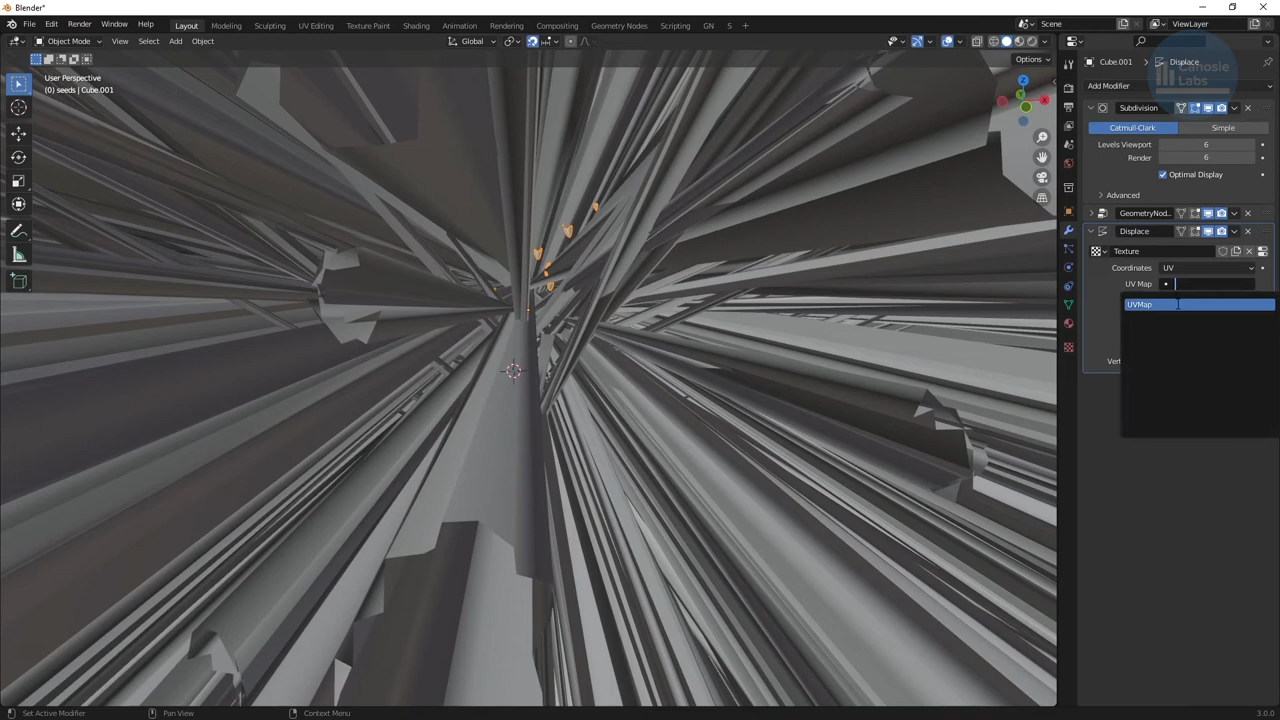 Blender*
File Edit Render Window Help Layout Modeling Sculpting UV Editing Texture Paint Shading Animation Rendering Compositing Geometry Nodes Scripting GN S + Scene ViewLayer
Object Mode View Select Add Object Global
Options
User Perspective
(0) seeds | Cube.001
Z
Y
X
Canosie
Labs
Cube.001 Displace
Add Modifier
Subdivision
Catmull-Clark Simple
Levels Viewport 6
Render 6
Optimal Display
Advanced
GeometryNod...
Displace
Texture
Coordinates UV
UV Map
UVMap
Vert
Set Active Modifier Pan View Context Menu 3.0.0